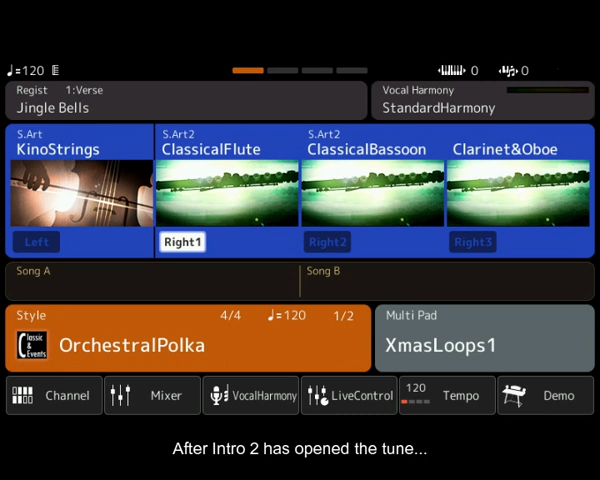 ♩=120
0
0
Regist 1:Verse
Jingle Bells
Vocal Harmony
StandardHarmony
S.Art
KinoStrings
S.Art2
ClassicalFlute
S.Art2
ClassicalBassoon
Clarinet&Oboe
Left
Right1
Right2
Right3
Song A
Song B
Style
4/4
♩=120
1/2
Classic
&
Events
OrchestralPolka
Multi Pad
XmasLoops1
Channel
Mixer
VocalHarmony
LiveControl
120
Tempo
Demo
After Intro 2 has opened the tune...